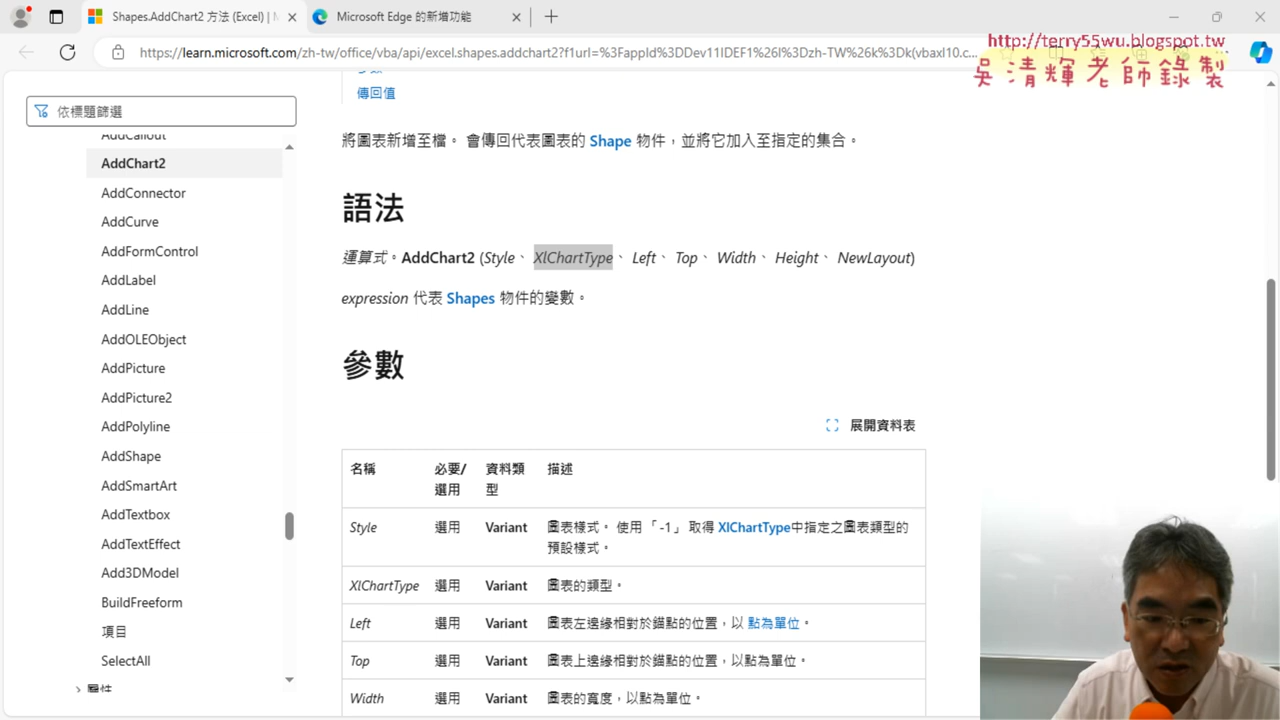 Shapes.AddChart2 方法 (Excel) | M
Microsoft Edge 的新增功能
https://learn.microsoft.com/zh-tw/office/vba/api/excel.shapes.addchart2?f1url=%3FappId%3DDev11IDEF1%26l%3Dzh-TW%26k%3Dk(vbaxl10.c...
http://terry55wu.blogspot.tw
吳清輝老師錄製
依標題篩選
AddCallout
AddChart2
AddConnector
AddCurve
AddFormControl
AddLabel
AddLine
AddOLEObject
AddPicture
AddPicture2
AddPolyline
AddShape
AddSmartArt
AddTextbox
AddTextEffect
Add3DModel
BuildFreeform
項目
SelectAll
屬性
傳回值
將圖表新增至檔。 會傳回代表圖表的 Shape 物件，並將它加入至指定的集合。
語法
運算式。AddChart2 (Style、 XlChartType、 Left、 Top、 Width、 Height、 NewLayout)
expression 代表 Shapes 物件的變數。
參數
展開資料表
名稱 必要/選用 資料類型 描述
Style 選用 Variant 圖表樣式。 使用「-1」 取得 XlChartType中指定之圖表類型的
預設樣式。
XlChartType 選用 Variant 圖表的類型。
Left 選用 Variant 圖表左邊緣相對於錨點的位置，以 點為單位。
Top 選用 Variant 圖表上邊緣相對於錨點的位置，以點為單位。
Width 選用 Variant 圖表的寬度，以點為單位。